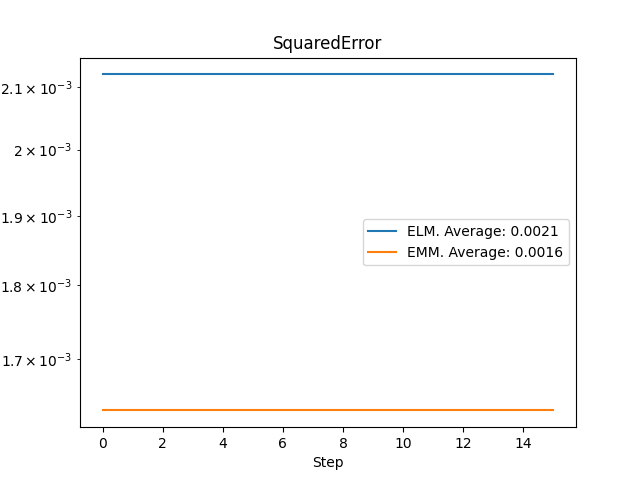 SquaredError
2.1 × 10⁻³
2 × 10⁻³
1.9 × 10⁻³
1.8 × 10⁻³
1.7 × 10⁻³
ELM. Average: 0.0021
EMM. Average: 0.0016
0 2 4 6 8 10 12 14
Step